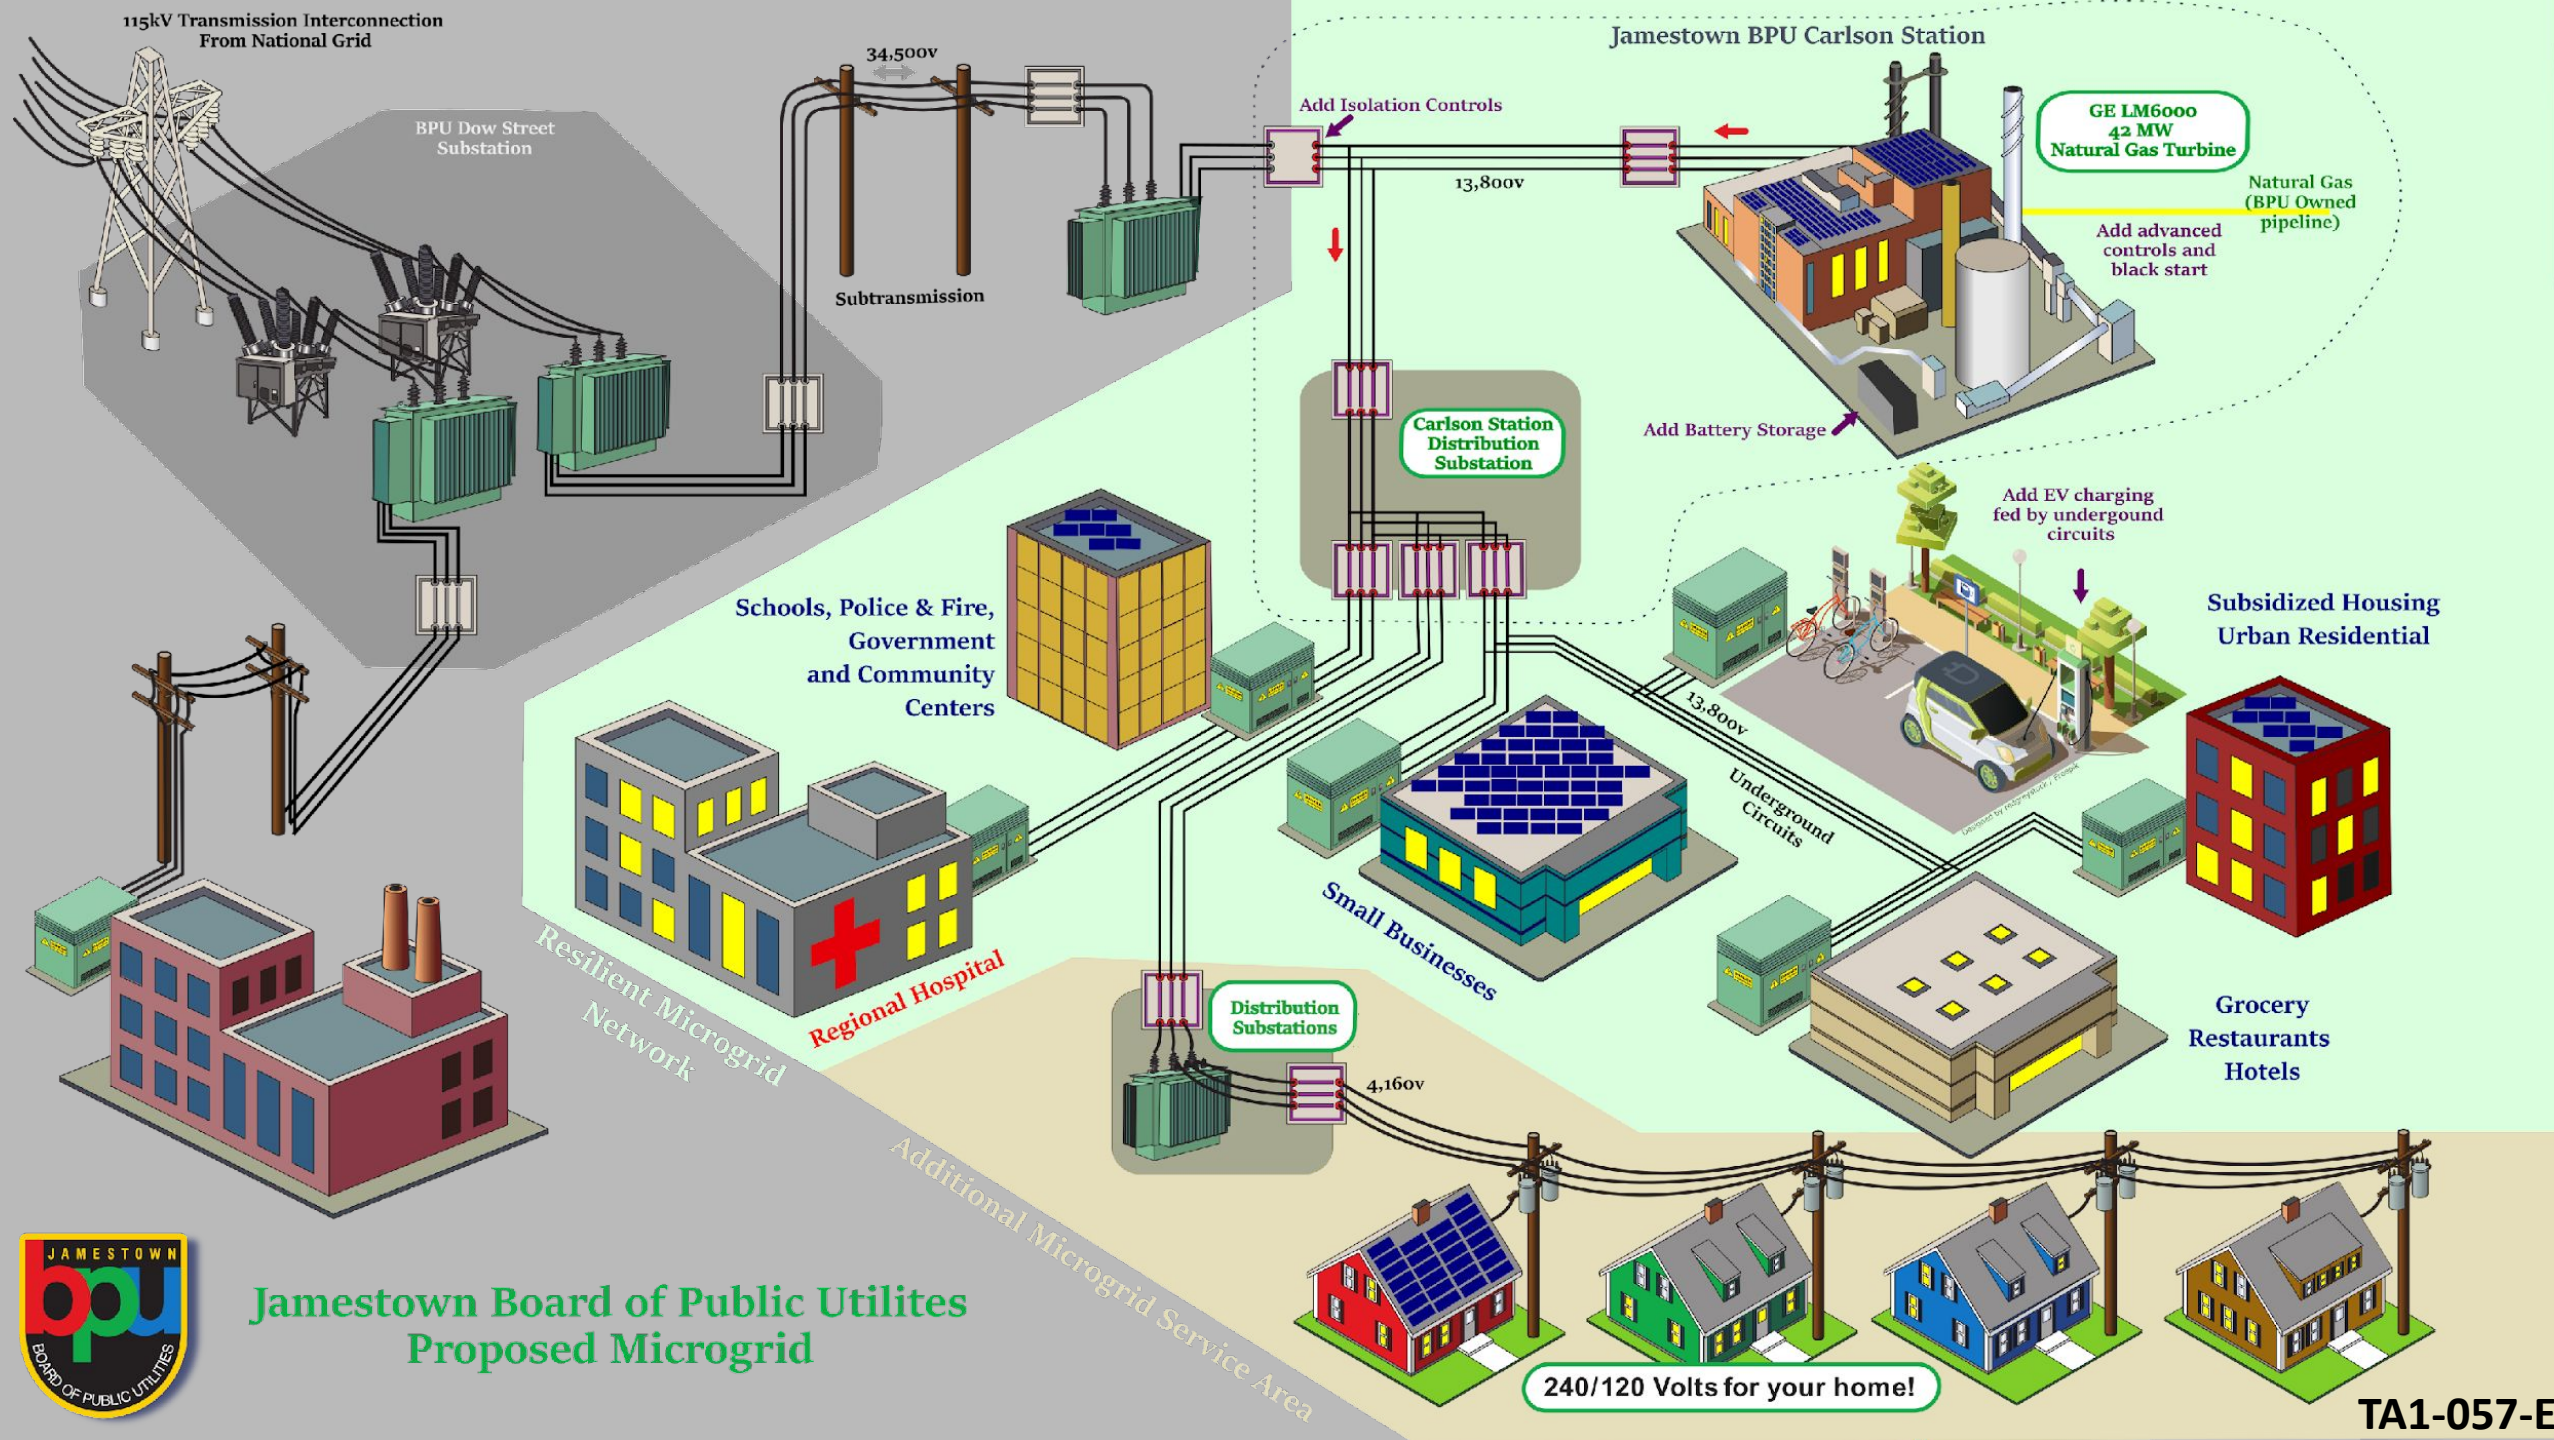 115kV Transmission Interconnection
From National Grid
BPU Dow Street
Substation
34,500v
Subtransmission
Jamestown BPU Carlson Station
Add Isolation Controls
13,800v
GE LM6000
42 MW
Natural Gas Turbine
Natural Gas
(BPU Owned
pipeline)
Add advanced
controls and
black start
Add Battery Storage
Carlson Station
Distribution
Substation
Add EV charging
fed by undergound
circuits
Schools, Police & Fire,
Government
and Community
Centers
Subsidized Housing
Urban Residential
13,800v
Underground
Circuits
Small Businesses
Regional Hospital
Resilient Microgrid
Network
Distribution
Substations
4,160v
Grocery
Restaurants
Hotels
Additional Microgrid Service Area
JAMESTOWN
bpu
BOARD OF PUBLIC UTILITIES
Jamestown Board of Public Utilites
Proposed Microgrid
240/120 Volts for your home!
TA1-057-E